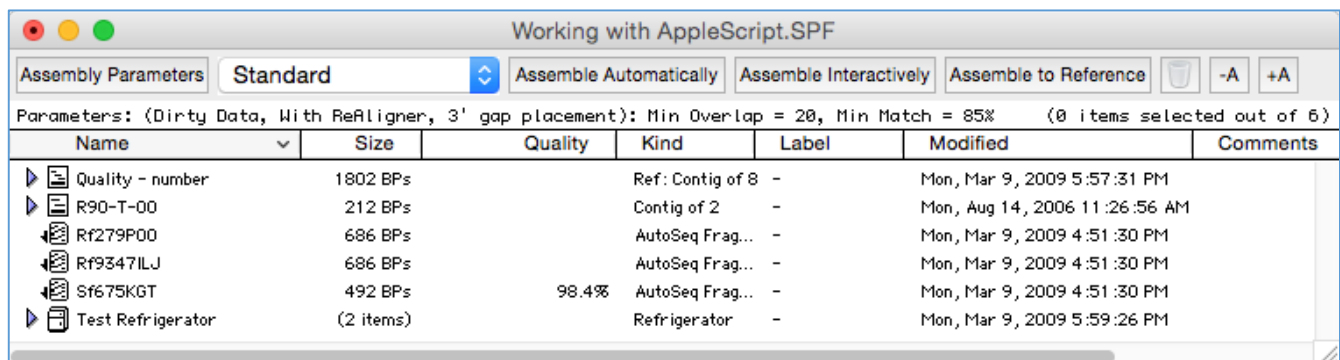 Working with AppleScript.SPF
Assembly Parameters Standard Assemble Automatically Assemble Interactively Assemble to Reference -A +A
Parameters: (Dirty Data, With ReAligner, 3' gap placement): Min Overlap = 20, Min Match = 85% (0 items selected out of 6)
Name Size Quality Kind Label Modified Comments
Quality - number 1802 BPs Ref: Contig of 8 - Mon, Mar 9, 2009 5:57:31 PM
R90-T-00 212 BPs Contig of 2 - Mon, Aug 14, 2006 11:26:56 AM
Rf279P00 686 BPs AutoSeq Frag... - Mon, Mar 9, 2009 4:51:30 PM
Rf9347ILJ 686 BPs AutoSeq Frag... - Mon, Mar 9, 2009 4:51:30 PM
Sf675KGT 492 BPs 98.4% AutoSeq Frag... - Mon, Mar 9, 2009 4:51:30 PM
Test Refrigerator (2 items) Refrigerator - Mon, Mar 9, 2009 5:59:26 PM